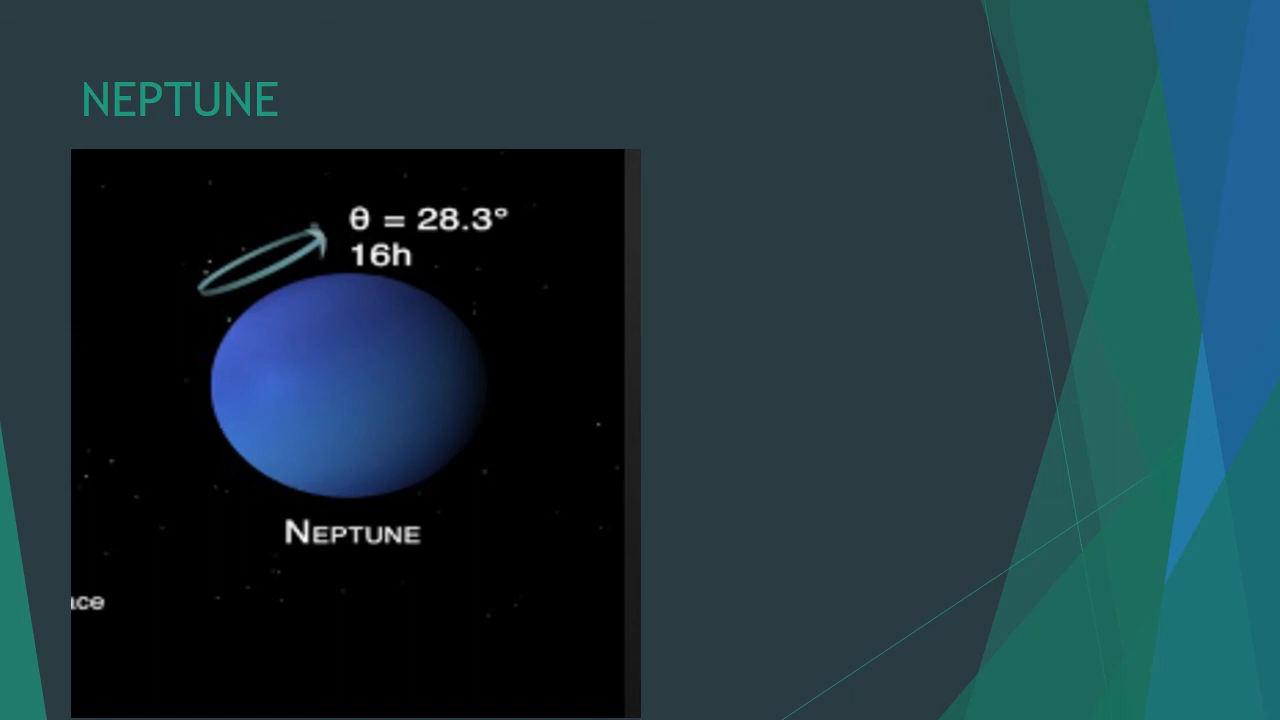 NEPTUNE
θ = 28.3°
16h
NEPTUNE